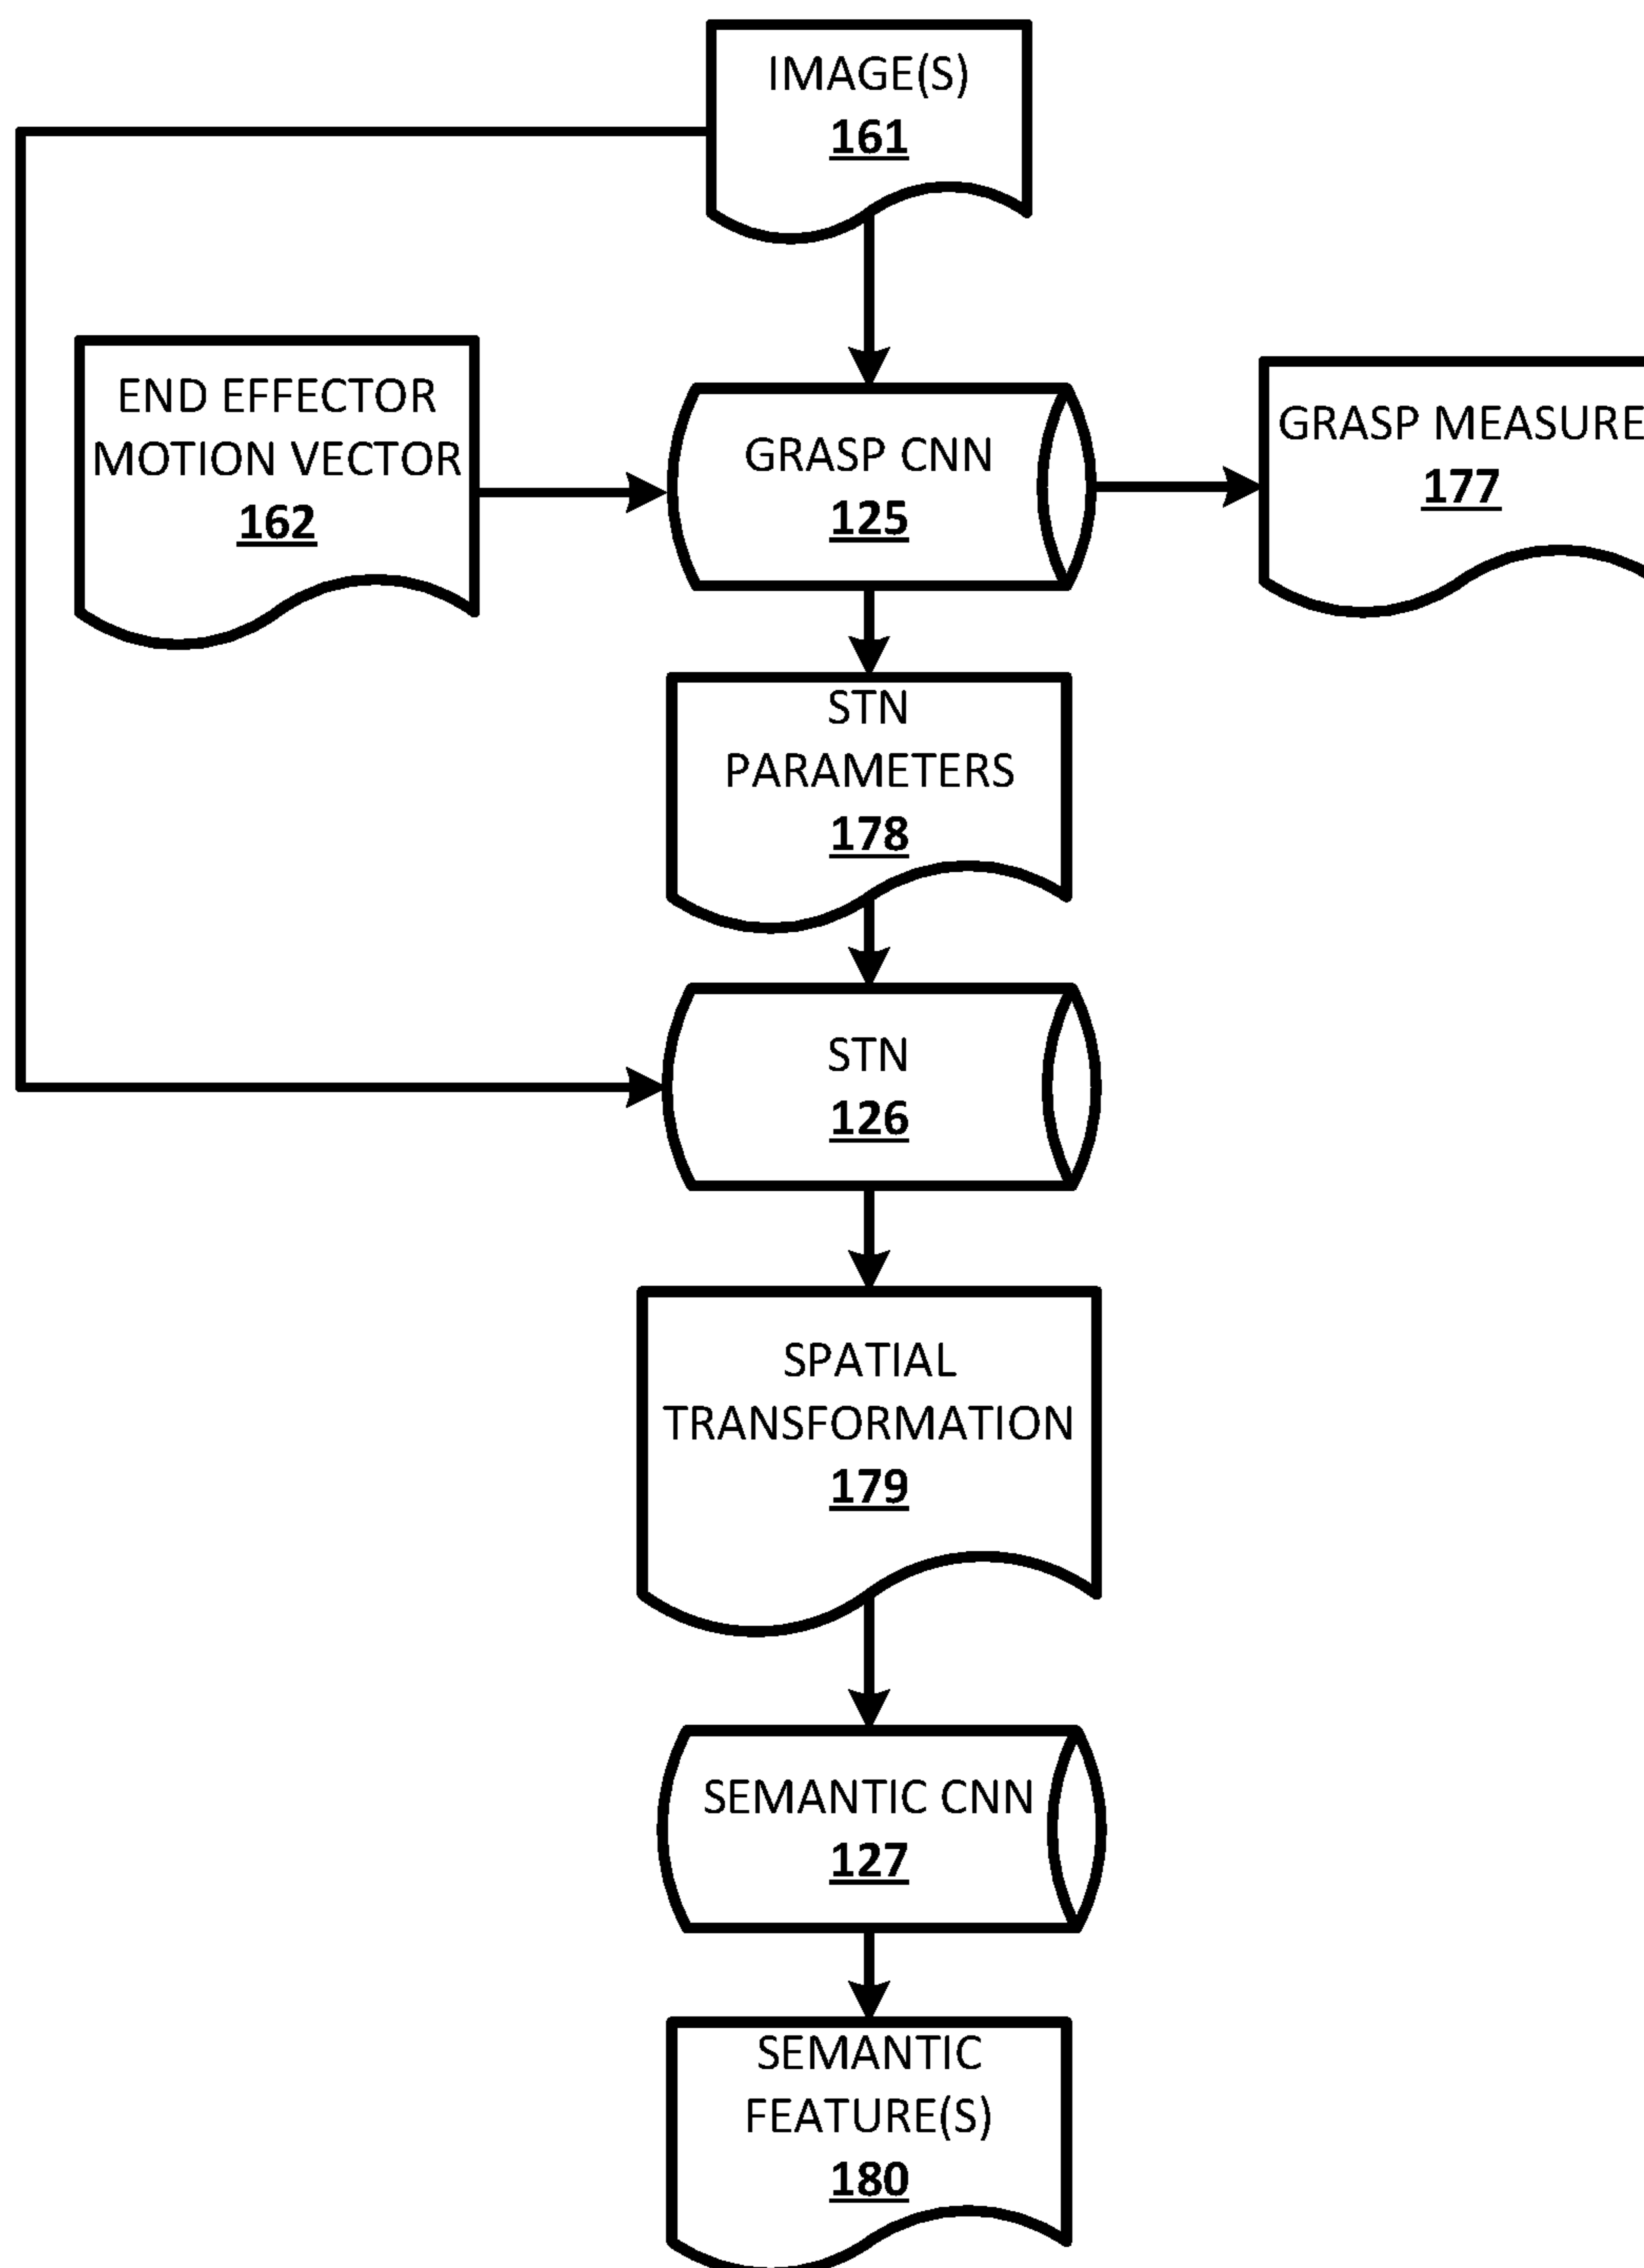 IMAGE(S)
161
END EFFECTOR
MOTION VECTOR
162
GRASP CNN
125
GRASP MEASURE
177
STN
PARAMETERS
178
STN
126
SPATIAL
TRANSFORMATION
179
SEMANTIC CNN
127
SEMANTIC
FEATURE(S)
180